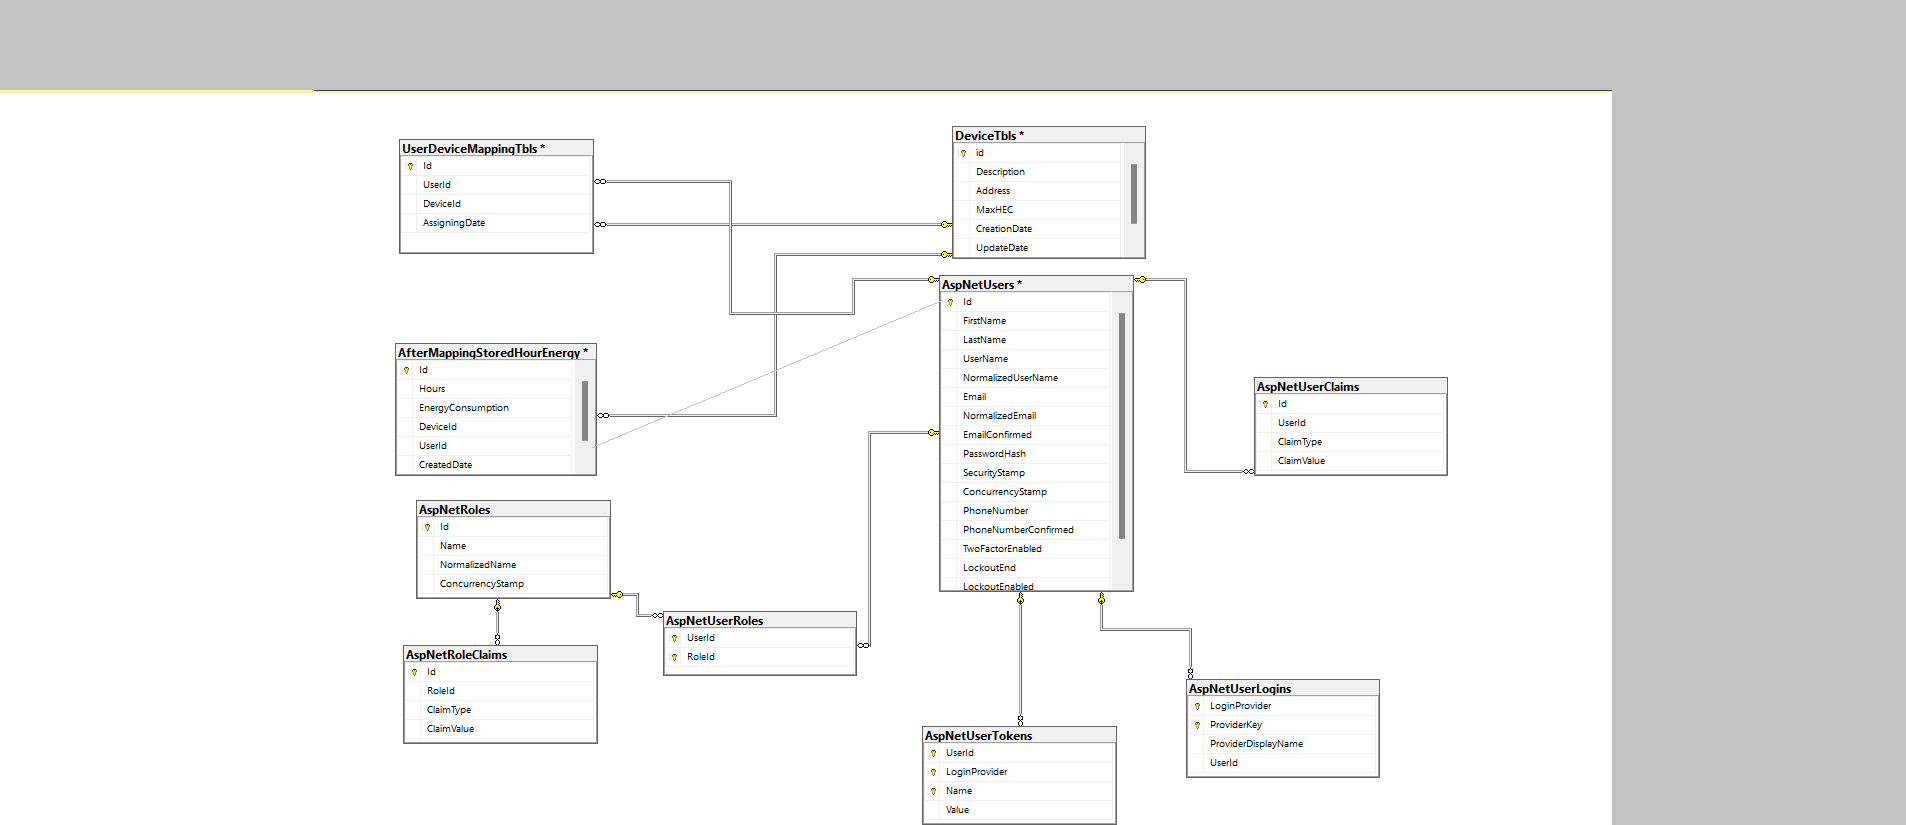 UserDeviceMappingTbls *
Id
UserId
DeviceId
AssigningDate
DeviceTbls *
id
Description
Address
MaxHEC
CreationDate
UpdateDate
AspNetUsers *
Id
FirstName
LastName
UserName
NormalizedUserName
Email
NormalizedEmail
EmailConfirmed
PasswordHash
SecurityStamp
ConcurrencyStamp
PhoneNumber
PhoneNumberConfirmed
TwoFactorEnabled
LockoutEnd
LockoutEnabled
AfterMappingStoredHourEnergy *
Id
Hours
EnergyConsumption
DeviceId
UserId
CreatedDate
AspNetUserClaims
Id
UserId
ClaimType
ClaimValue
AspNetRoles
Id
Name
NormalizedName
ConcurrencyStamp
AspNetUserRoles
UserId
RoleId
AspNetRoleClaims
Id
RoleId
ClaimType
ClaimValue
AspNetUserLogins
LoginProvider
ProviderKey
ProviderDisplayName
UserId
AspNetUserTokens
UserId
LoginProvider
Name
Value